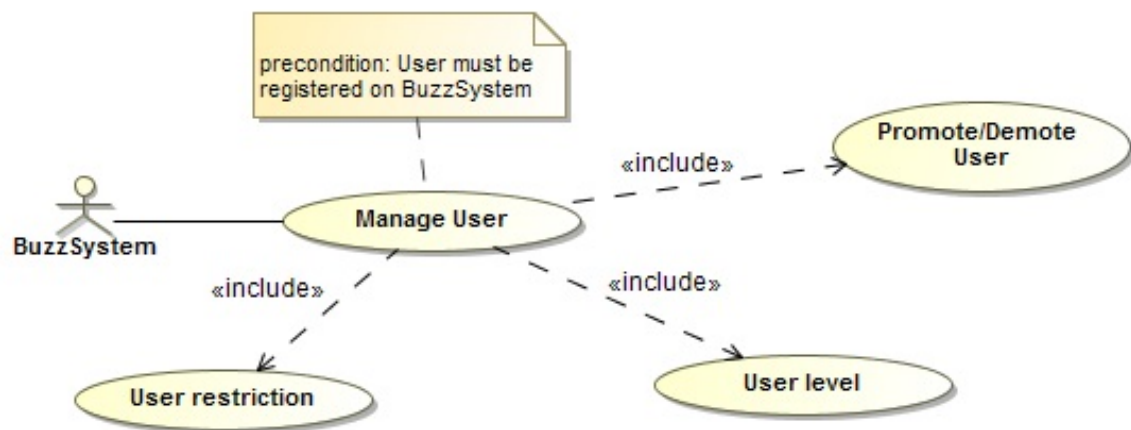 precondition: User must be
registered on BuzzSystem
Promote/Demote
User
«include»
Manage User
BuzzSystem
«include»
«include»
User restriction
User level